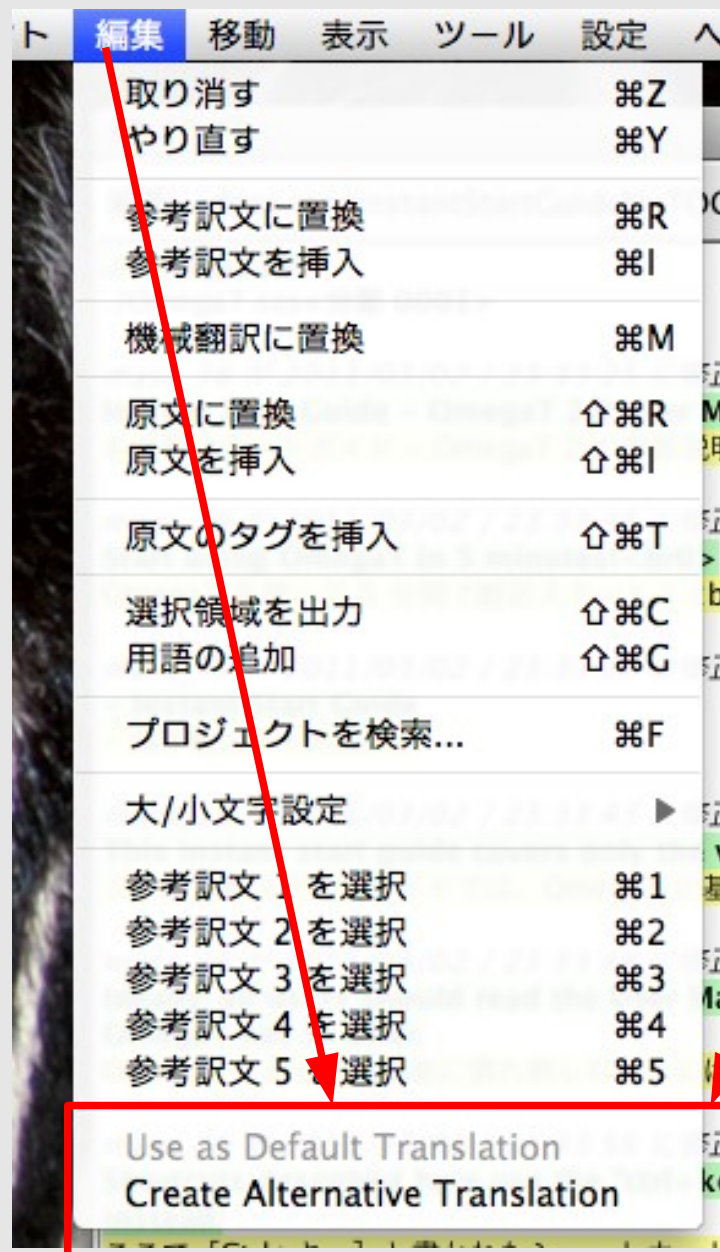 ト 編集 移動 表示 ツール 設定 ヘ
取り消す ⌘Z
やり直す ⌘Y
参考訳文に置換 ⌘R
参考訳文を挿入 ⌘I
機械翻訳に置換 ⌘M
原文に置換 ⇧⌘R
原文を挿入 ⇧⌘I
原文のタグを挿入 ⇧⌘T
選択領域を出力 ⇧⌘C
用語の追加 ⇧⌘G
プロジェクトを検索... ⌘F
大/小文字設定 ▶
参考訳文 1 を選択 ⌘1
参考訳文 2 を選択 ⌘2
参考訳文 3 を選択 ⌘3
参考訳文 4 を選択 ⌘4
参考訳文 5 を選択 ⌘5
Use as Default Translation
Create Alternative Translation